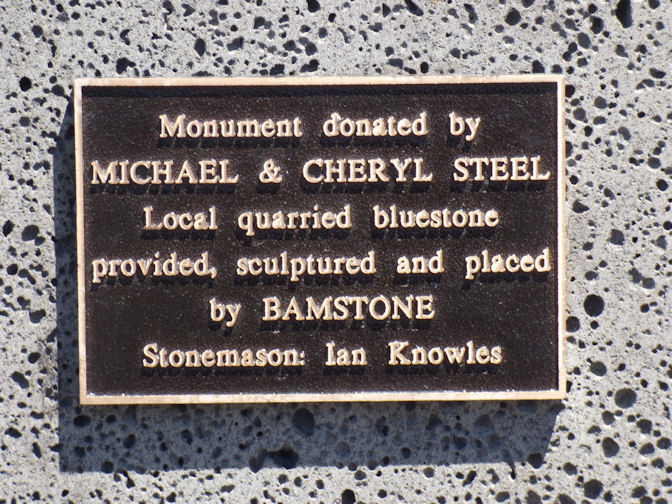 Monument donated by
MICHAEL & CHERYL STEEL
Local quarried bluestone
provided, sculptured and placed
by BAMSTONE
Stonemason: Ian Knowles